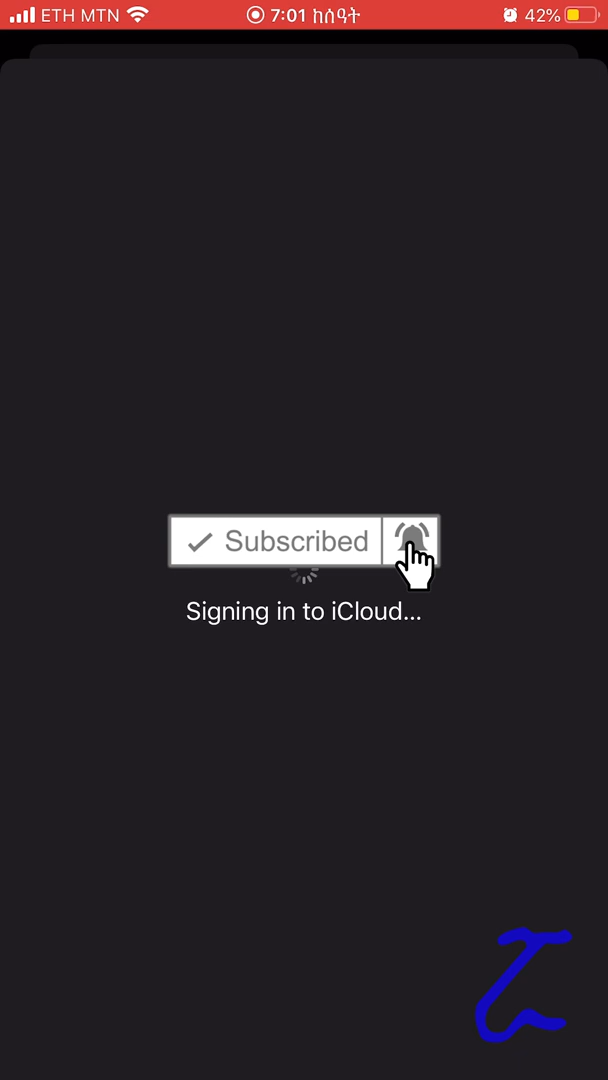 ETH MTN 7:01 ከሰዓት 42%
Subscribed
Signing in to iCloud...